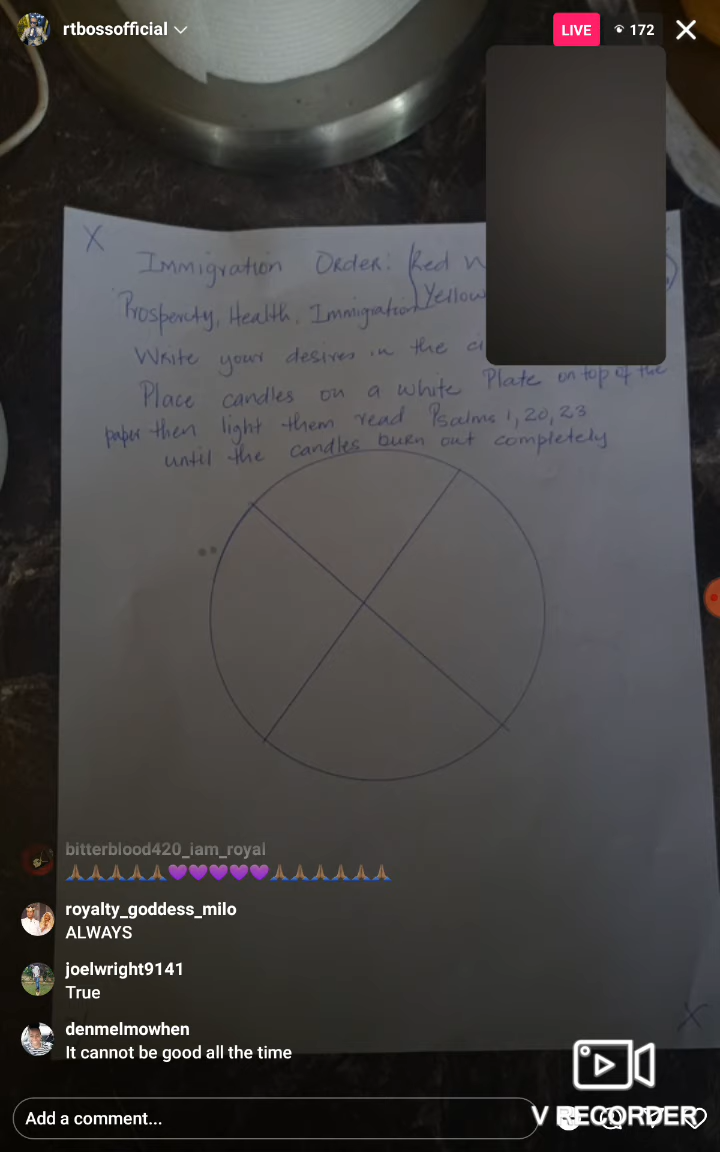 rtbossofficial
LIVE
172
X
Immigration Order: (Red
Prosperity, Health, Immigration (Yellow
Write your desires in the
Place candles on a white Plate on top of the
paper then light them read Psalms 1, 20, 23
until the candles burn out completely
bitterblood420_iam_royal
🙏🏾🙏🏾🙏🏾🙏🏾🙏🏾💜💜💜💜💜🙏🏾🙏🏾🙏🏾🙏🏾🙏🏾🙏🏾
royalty_goddess_milo
ALWAYS
joelwright9141
True
denmelmowhen
It cannot be good all the time
X
Add a comment...
V RECORDER